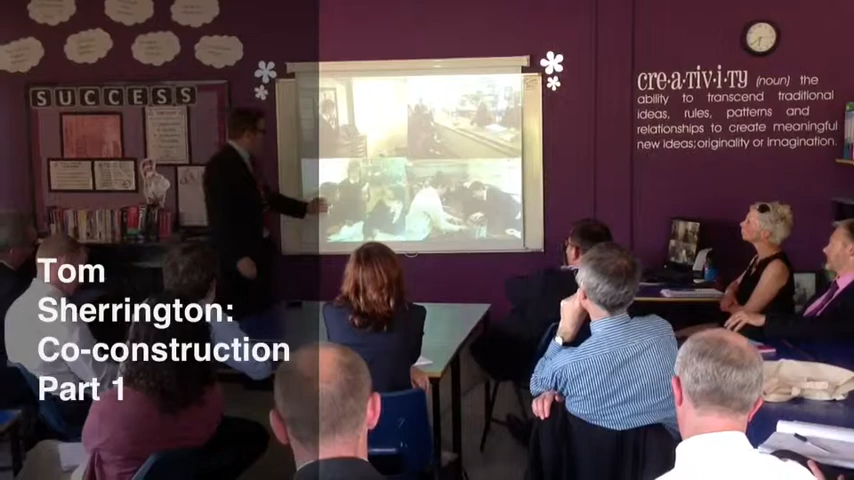 SUCCESS
cre·a·tiv·i·ty (noun) the
ability to transcend traditional
ideas, rules, patterns and
relationships to create meaningful
new idees;originality or imagination.
Tom
Sherrington:
Co-construction
Part 1